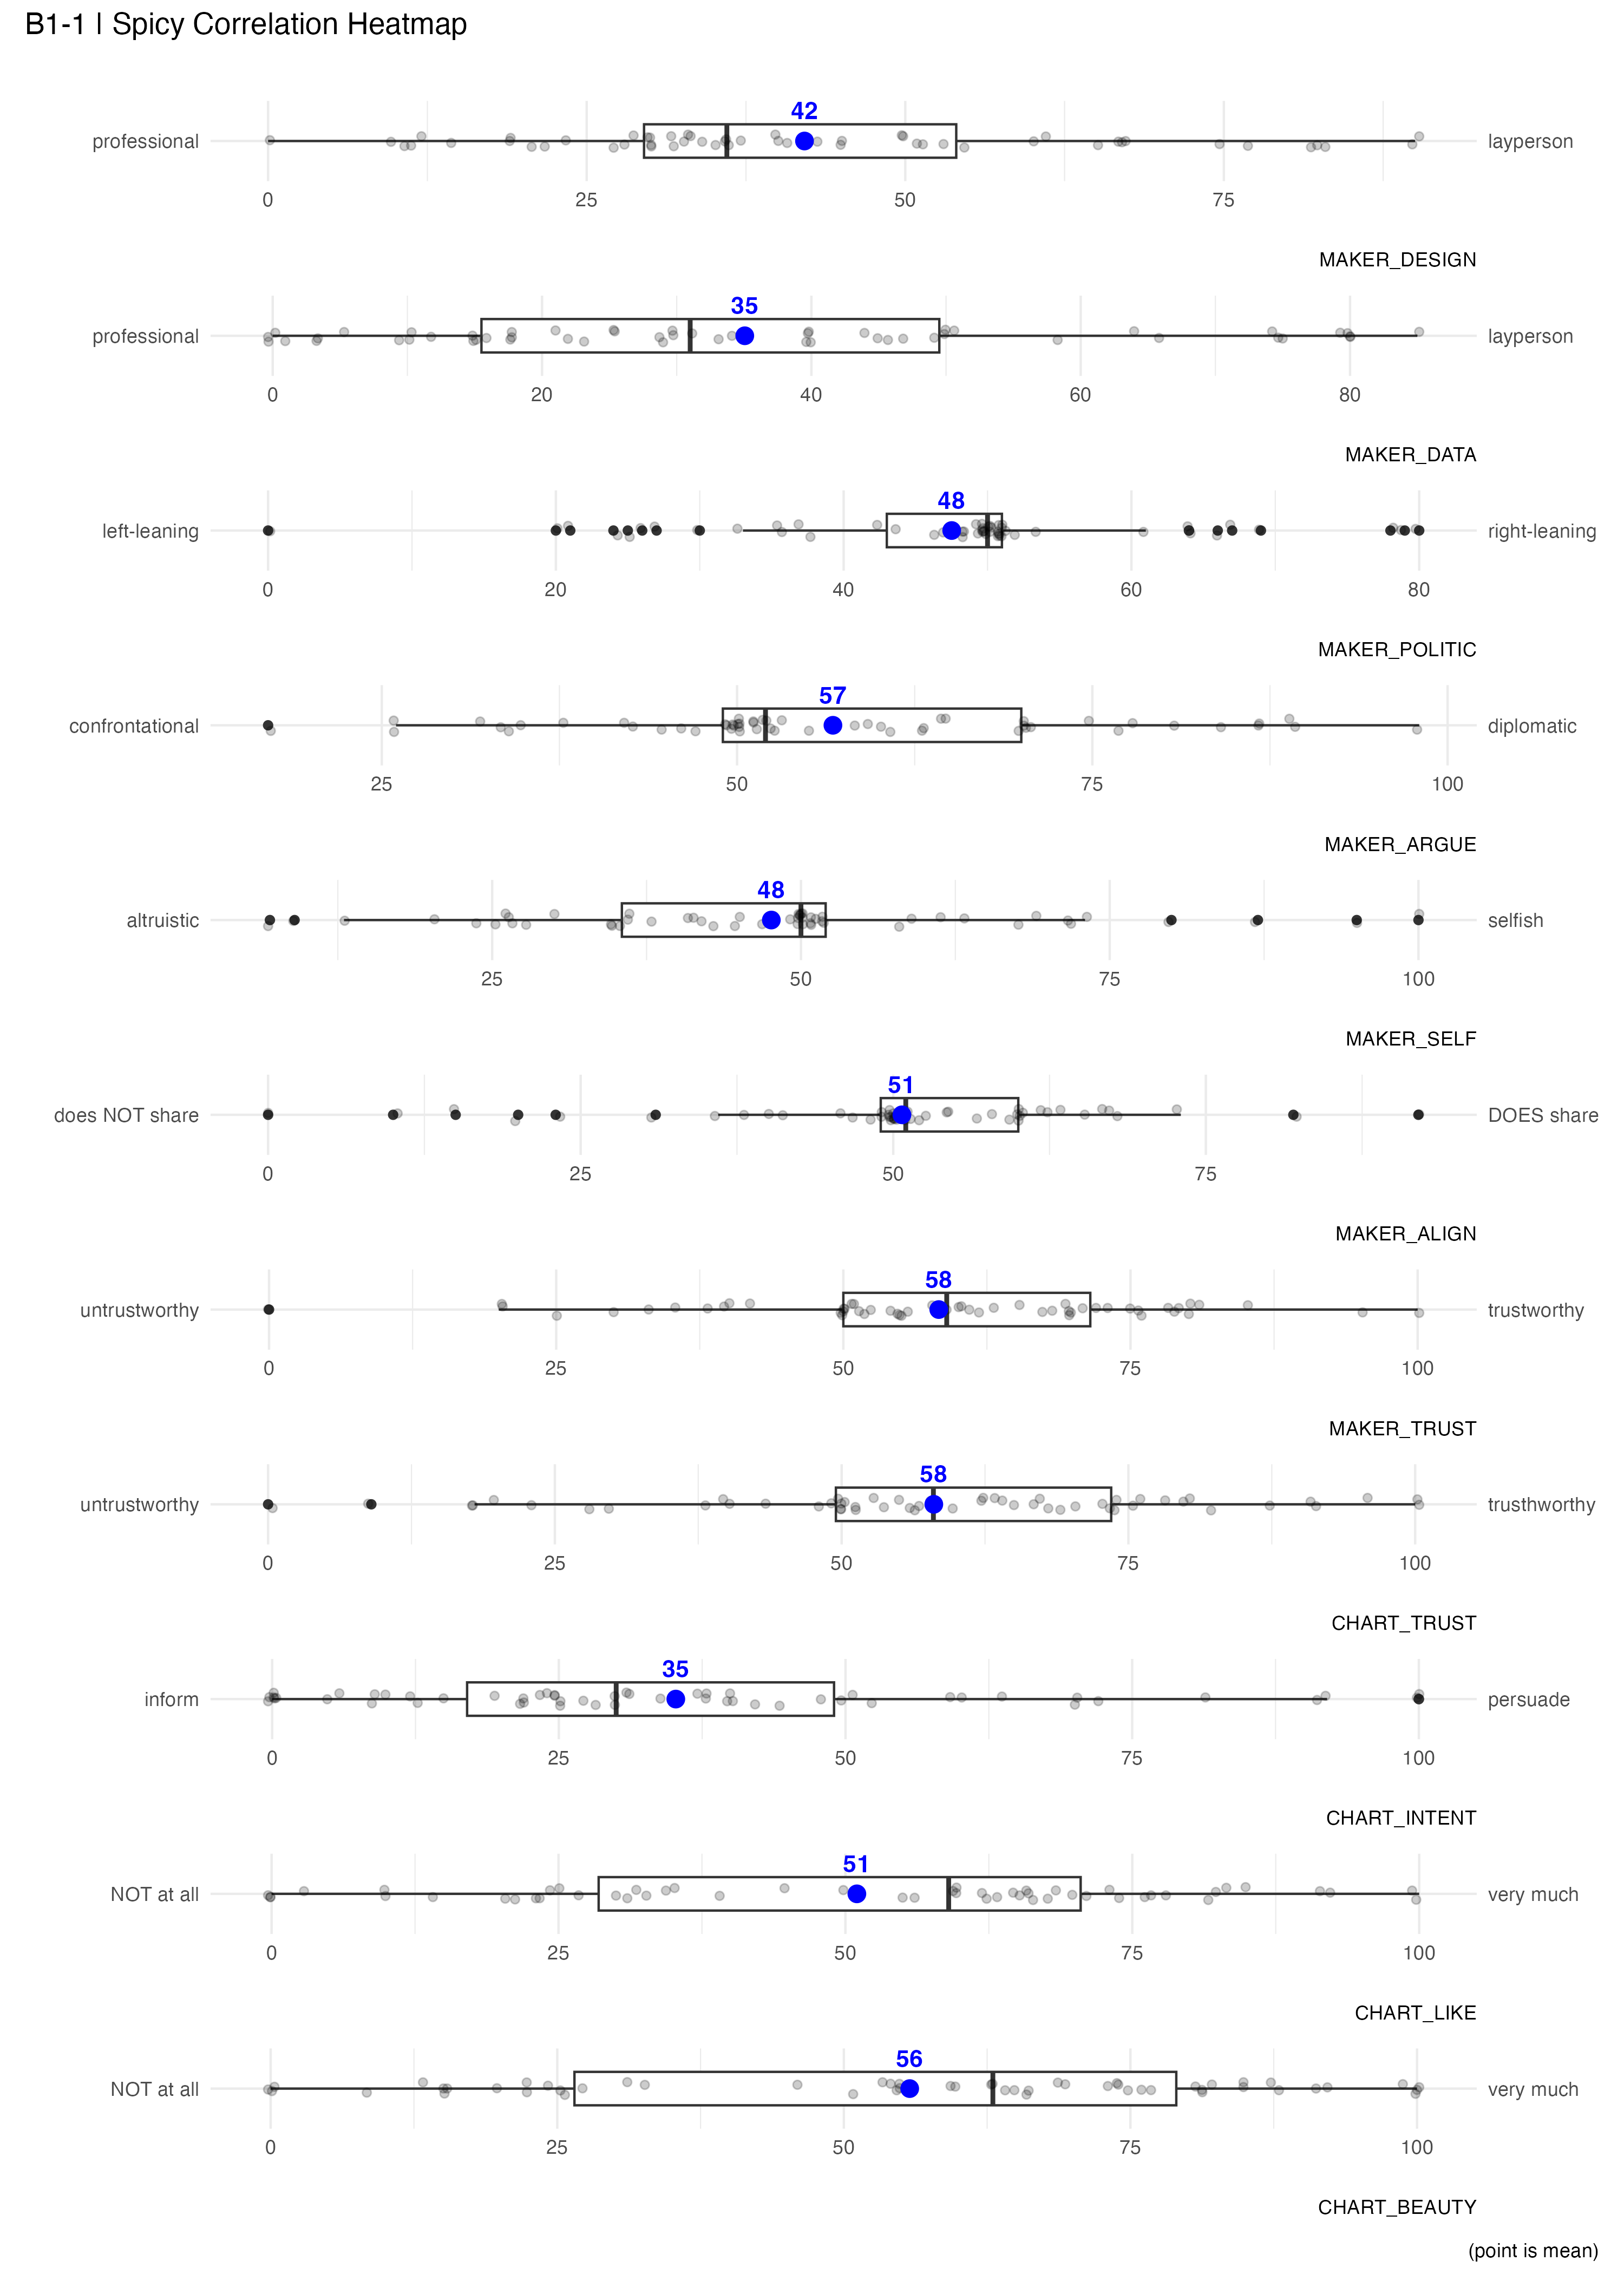 B1-1 | Spicy Correlation Heatmap
42
professional layperson
0 25 50 75
MAKER_DESIGN
35
professional layperson
0 20 40 60 80
MAKER_DATA
48
left-leaning right-leaning
0 20 40 60 80
MAKER_POLITIC
57
confrontational diplomatic
25 50 75 100
MAKER_ARGUE
48
altruistic selfish
25 50 75 100
MAKER_SELF
51
does NOT share DOES share
0 25 50 75
MAKER_ALIGN
58
untrustworthy trustworthy
0 25 50 75 100
MAKER_TRUST
58
untrustworthy trusthworthy
0 25 50 75 100
CHART_TRUST
35
inform persuade
0 25 50 75 100
CHART_INTENT
51
NOT at all very much
0 25 50 75 100
CHART_LIKE
56
NOT at all very much
0 25 50 75 100
CHART_BEAUTY
(point is mean)